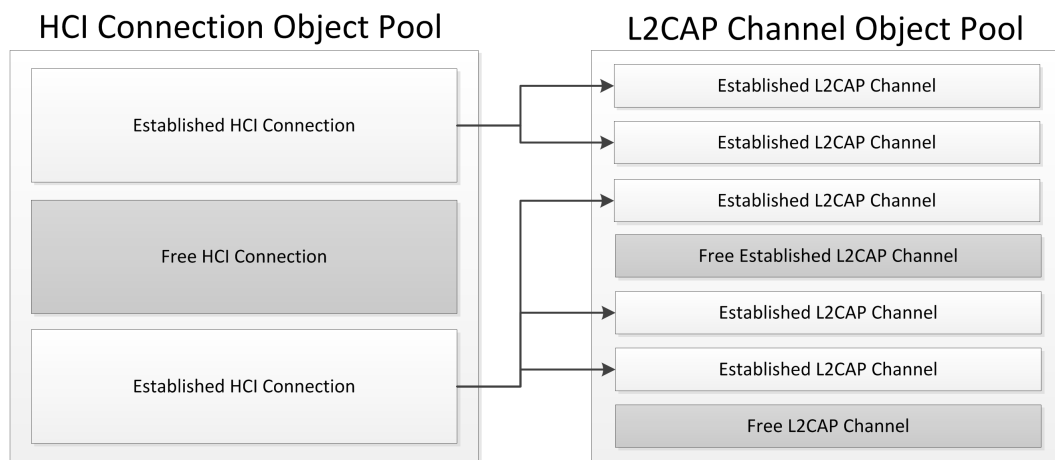 HCI Connection Object Pool
Established HCI Connection
Free HCI Connection
Established HCI Connection
L2CAP Channel Object Pool
Established L2CAP Channel
Established L2CAP Channel
Established L2CAP Channel
Free Established L2CAP Channel
Established L2CAP Channel
Established L2CAP Channel
Free L2CAP Channel